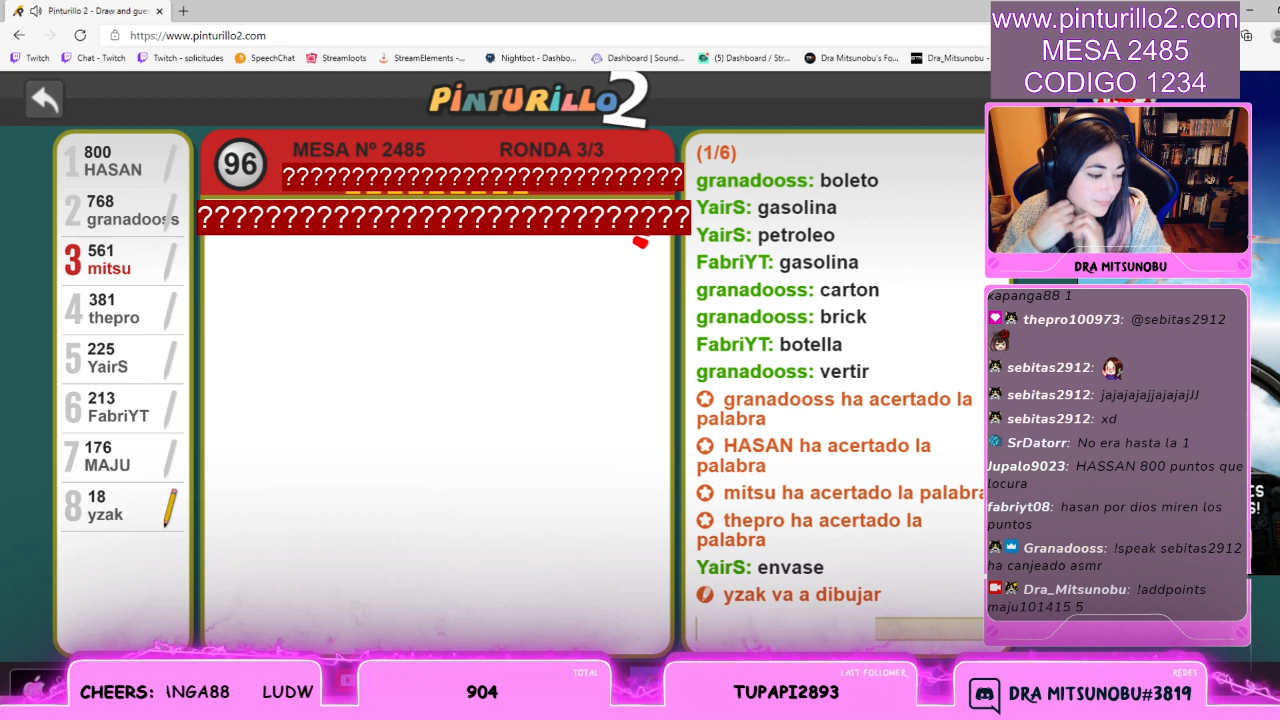 Pinturillo 2 - Draw and gues
https://www.pinturillo2.com
Twitch
Chat - Twitch
Twitch - solicitudes
SpeechChat
Streamloots
StreamElements -...
Nightbot - Dashbo...
Dashboard | Sound...
(5) Dashboard / Str...
Dra Mitsunobu's Fo...
Dra_Mitsunobu -
www.pinturillo2.com
MESA 2485
CODIGO 1234
PINTURILLO 2
1 800 HASAN
2 768 granadooss
3 561 mitsu
4 381 thepro
5 225 YairS
6 213 FabriYT
7 176 MAJU
8 18 yzak
96
MESA Nº 2485 RONDA 3/3
?????????????????????????????
?????????????????????????????
(1/6)
granadooss: boleto
YairS: gasolina
YairS: petroleo
FabriYT: gasolina
granadooss: carton
granadooss: brick
FabriYT: botella
granadooss: vertir
granadooss ha acertado la
palabra
HASAN ha acertado la
palabra
mitsu ha acertado la palabra
thepro ha acertado la
palabra
YairS: envase
yzak va a dibujar
DRA MITSUNOBU
kapanga88 1
thepro100973: @sebitas2912
sebitas2912:
sebitas2912: jajajajajjajajajJJ
sebitas2912: xd
SrDatorr: No era hasta la 1
Jupalo9023: HASSAN 800 puntos que
locura
fabriyt08: hasan por dios miren los
puntos
Granadooss: !speak sebitas2912
ha canjeado asmr
Dra_Mitsunobu: !addpoints
maju101415 5
CHEERS: INGA88 LUDW
TOTAL
904
LAST FOLLOWER
TUPAPI2893
REDES
DRA MITSUNOBU#3819